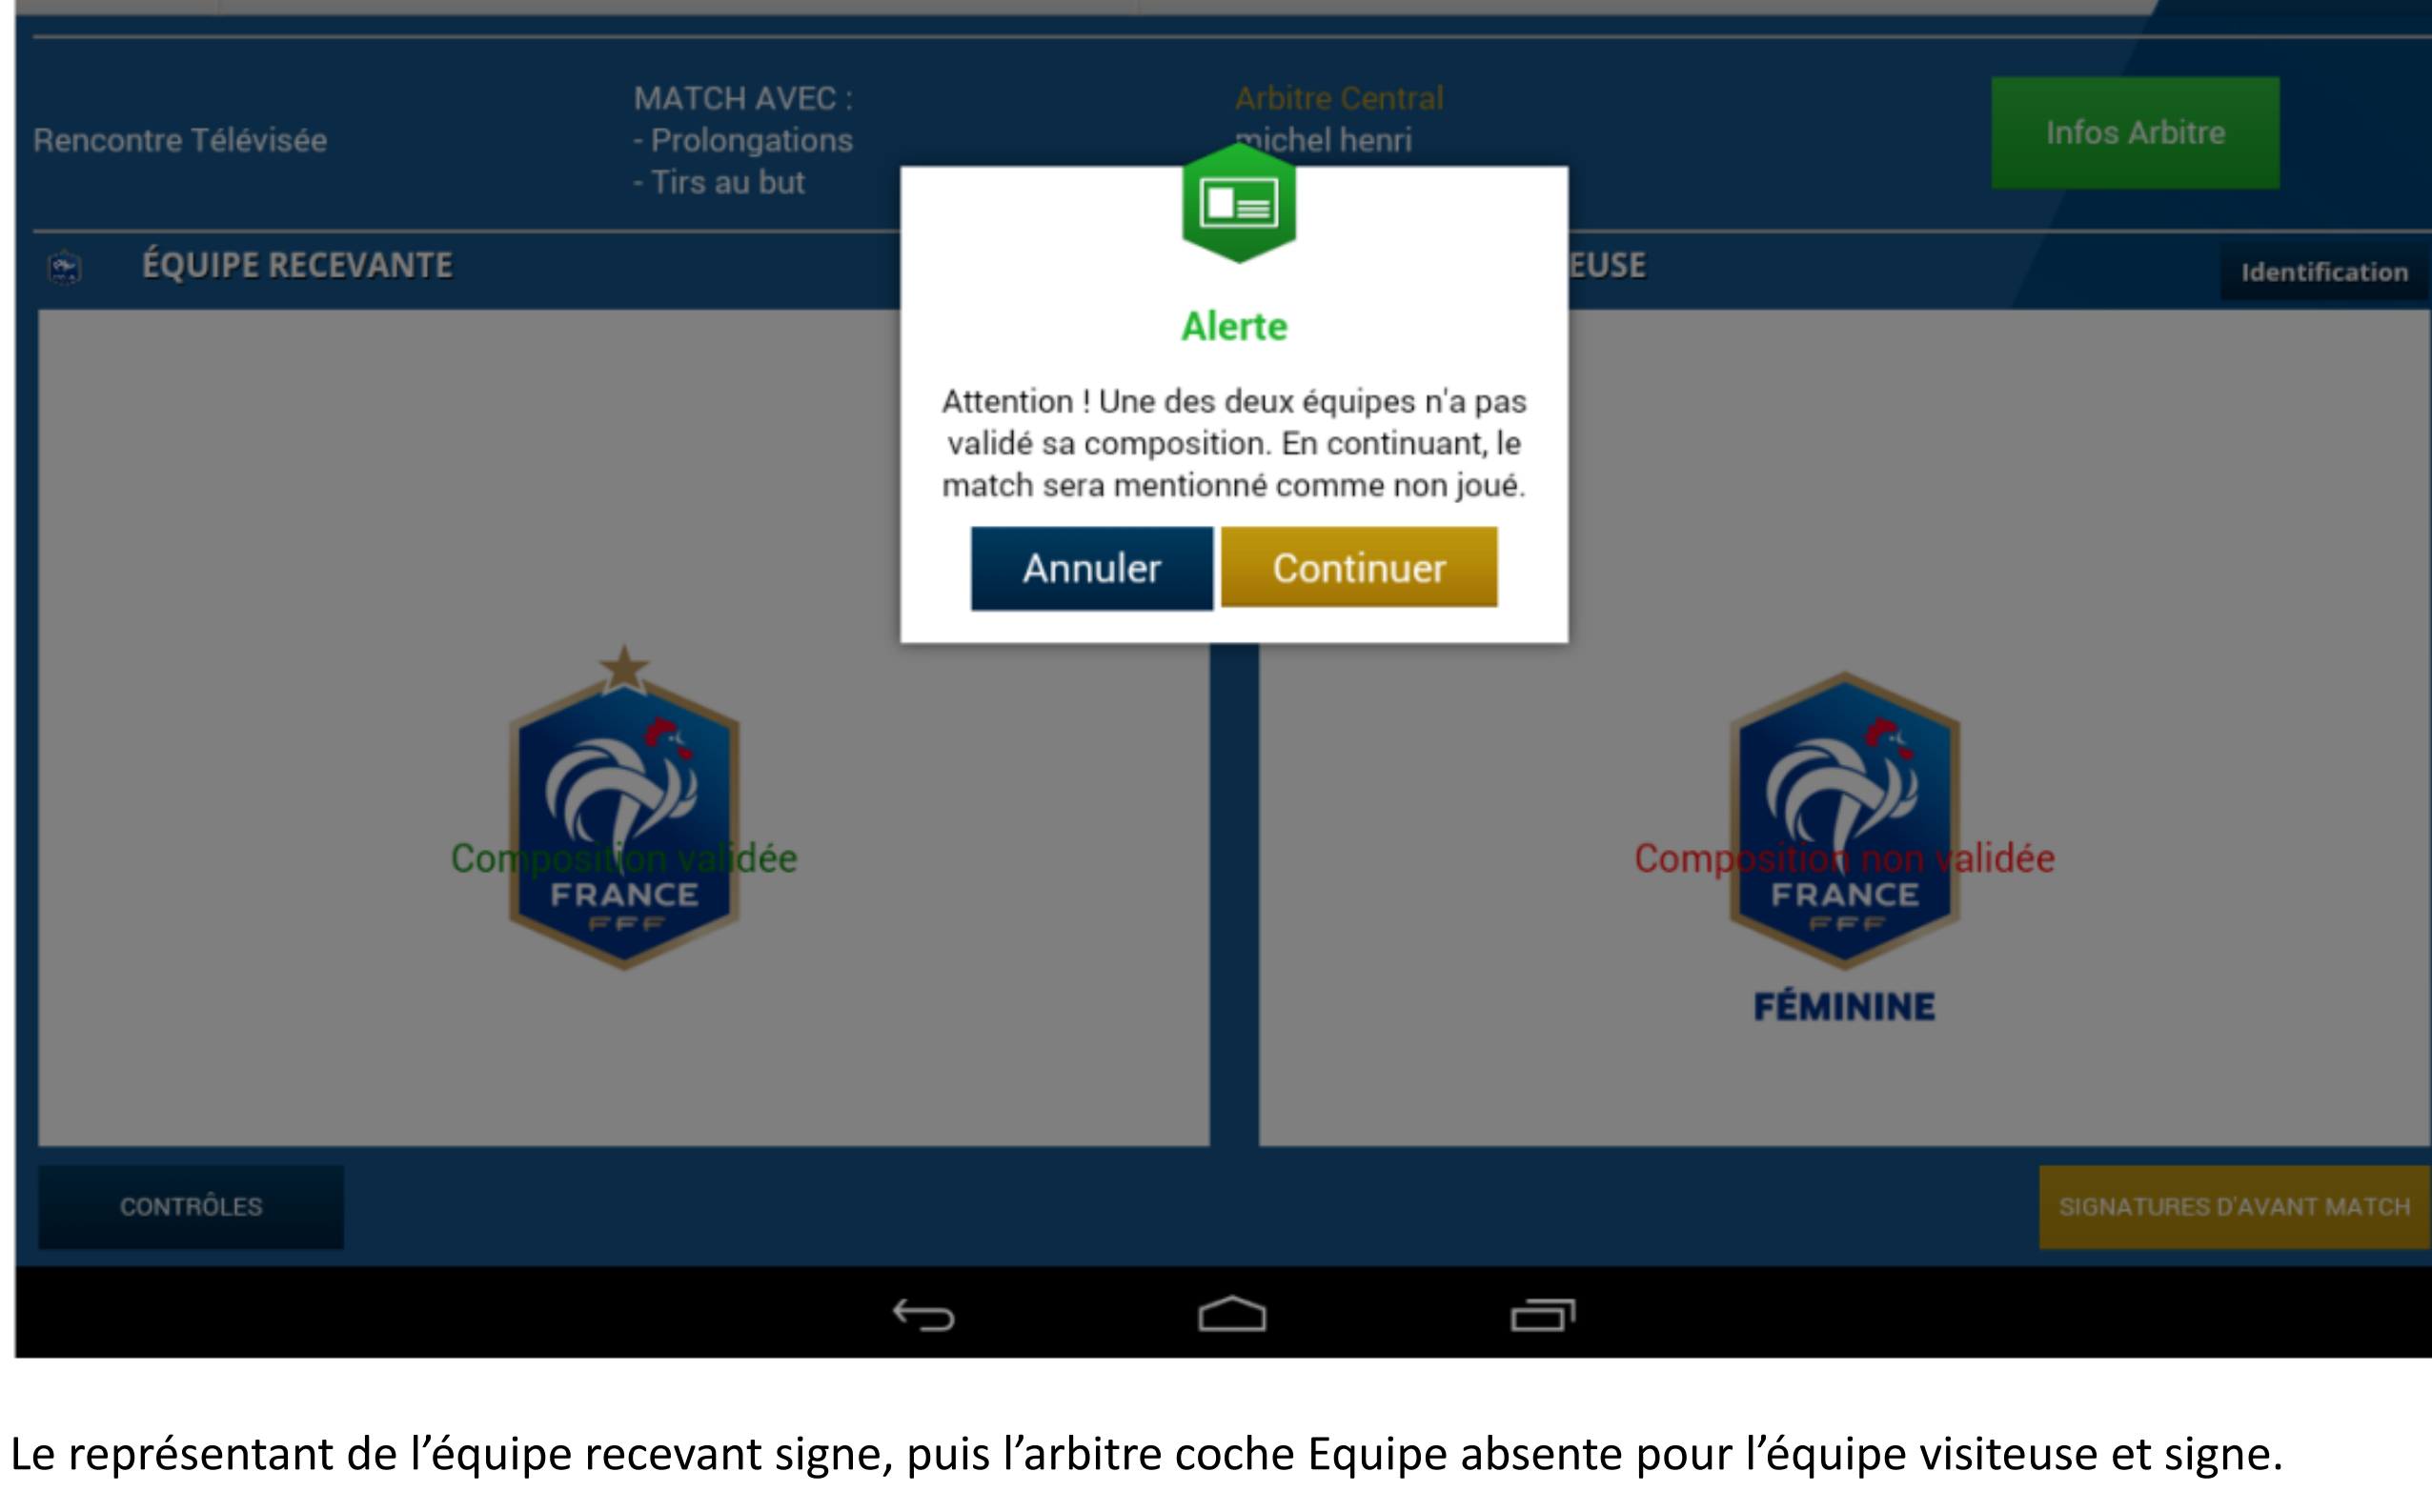 MATCH AVEC :
Rencontre Télévisée
- Prolongations
- Tirs au but
Arbitre Central
michel henri
Infos Arbitre
ÉQUIPE RECEVANTE
EUSE
Identification
Alerte
Attention ! Une des deux équipes n'a pas
validé sa composition. En continuant, le
match sera mentionné comme non joué.
Annuler
Continuer
Composition validée
FRANCE
FFF
Composition non validée
FRANCE
FFF
FÉMININE
CONTRÔLES
SIGNATURES D'AVANT MATCH
Le représentant de l’équipe recevant signe, puis l’arbitre coche Equipe absente pour l’équipe visiteuse et signe.